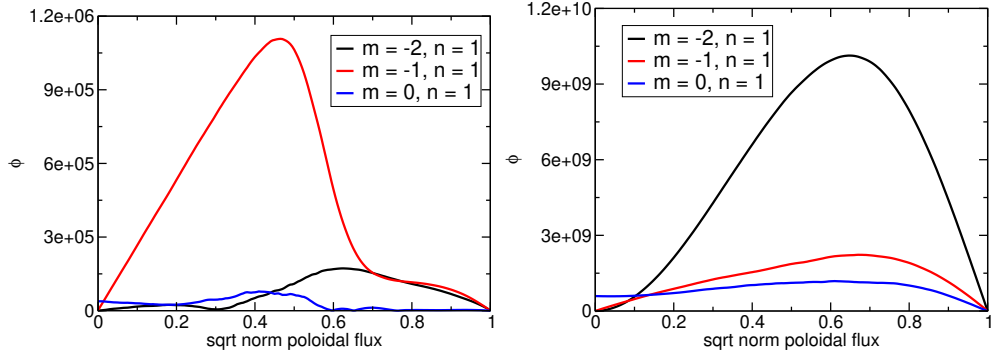 1.2e+06
9e+05
6e+05
3e+05
0
ϕ
m = -2, n = 1
m = -1, n = 1
m = 0, n = 1
0 0.2 0.4 0.6 0.8 1
sqrt norm poloidal flux
1.2e+10
9e+09
6e+09
3e+09
0
ϕ
m = -2, n = 1
m = -1, n = 1
m = 0, n = 1
0 0.2 0.4 0.6 0.8 1
sqrt norm poloidal flux